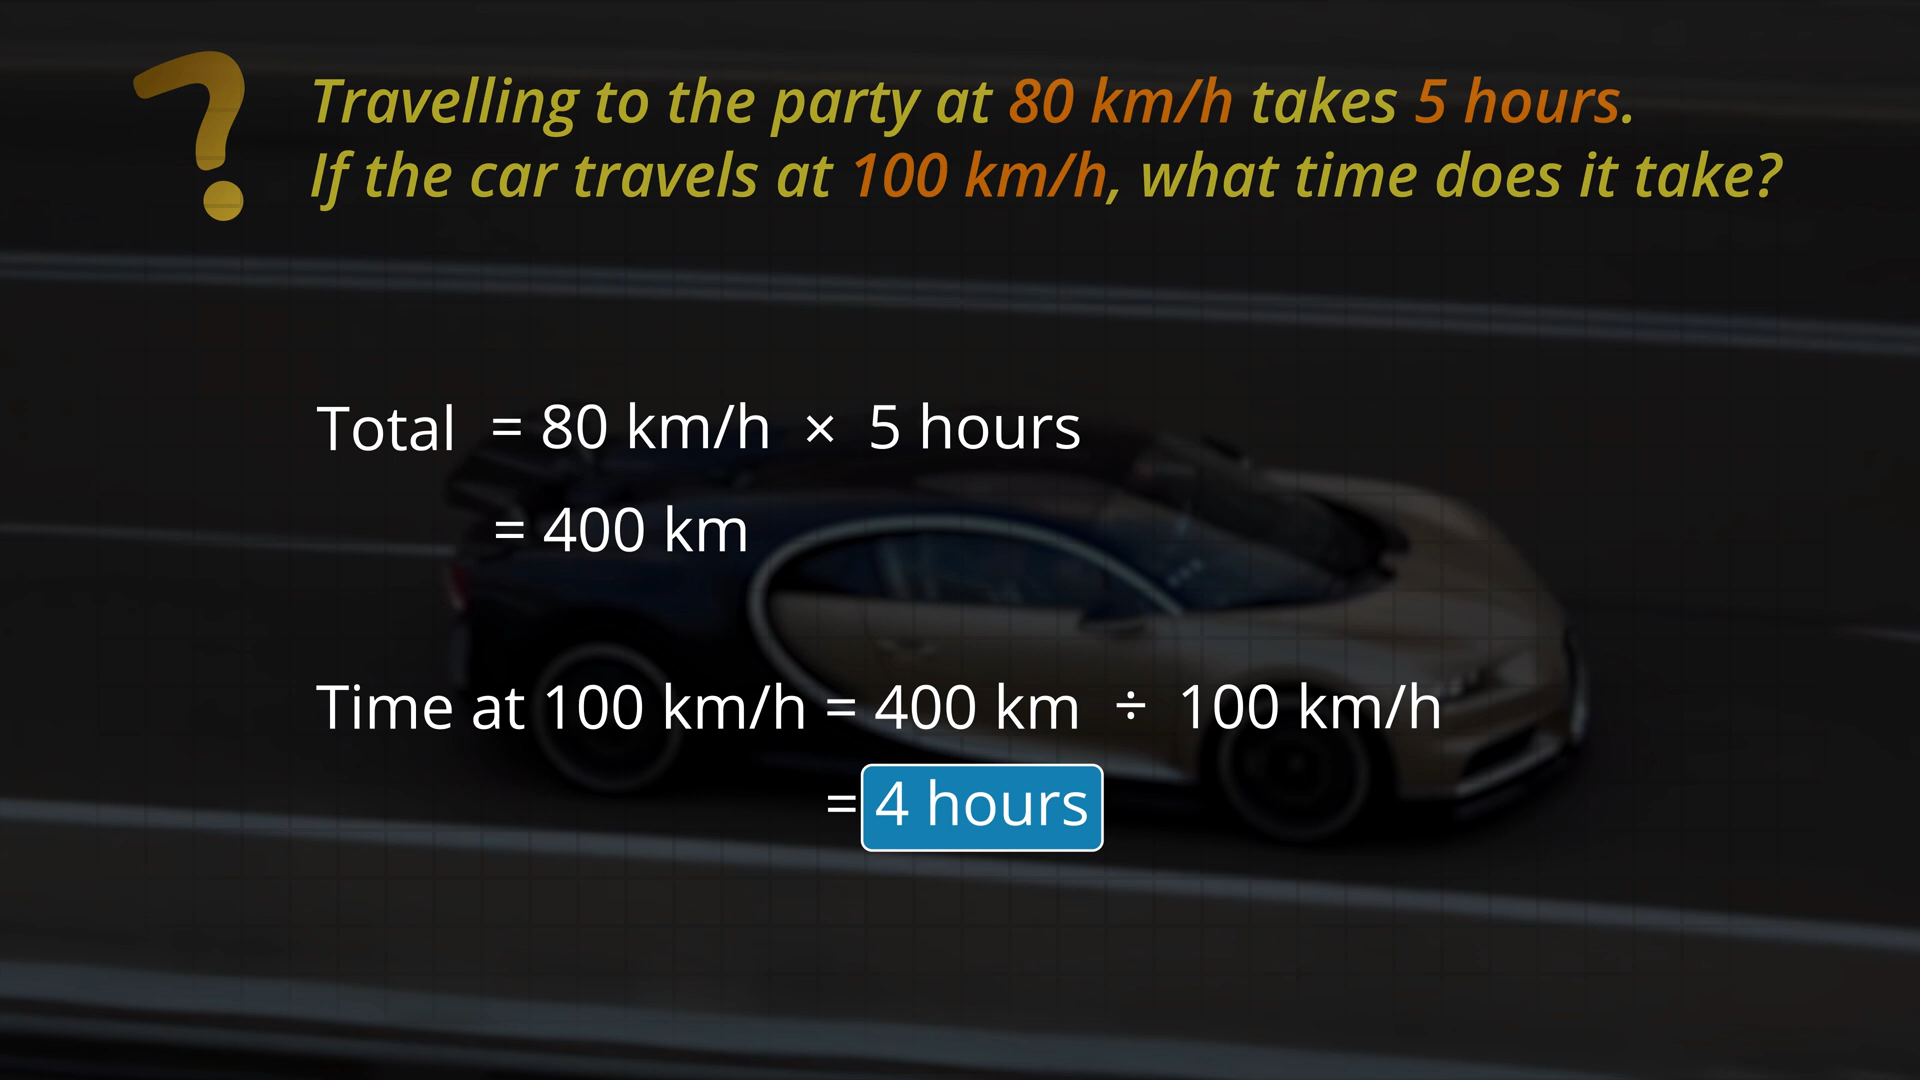 ?
Travelling to the party at 80 km/h takes 5 hours.
If the car travels at 100 km/h, what time does it take?
Total = 80 km/h × 5 hours
= 400 km
Time at 100 km/h = 400 km ÷ 100 km/h
= 4 hours